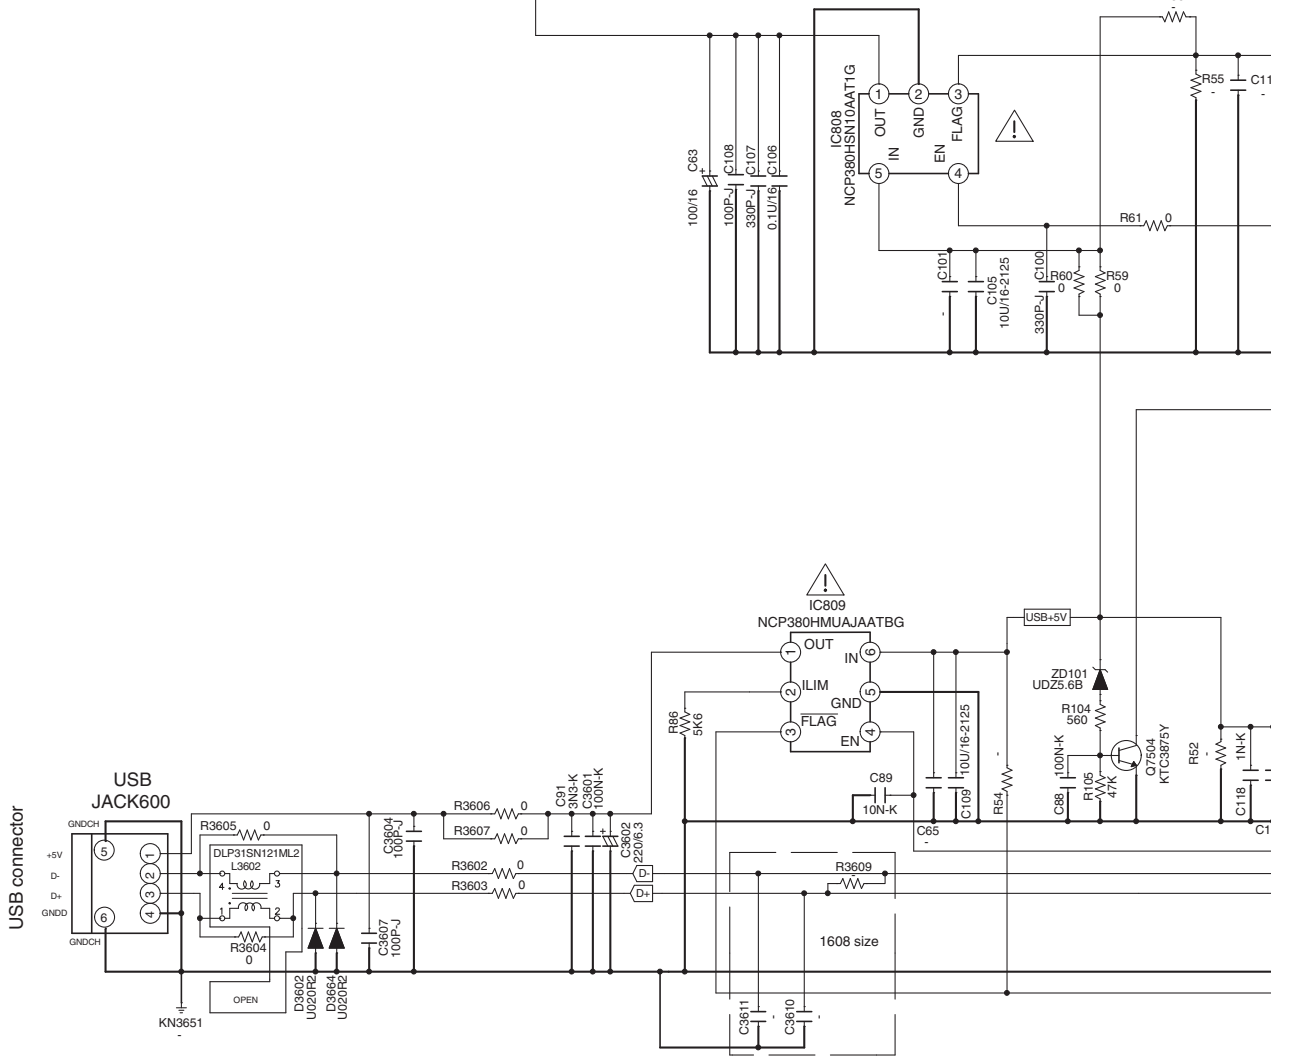 R55
-
C11
-
IC808
NCP380HSN10AAT1G
1
2
3
OUT
GND
FLAG
IN
EN
5
4
C63
+
100/16
C108
100P-J
C107
330P-J
C106
0.1U/16
R61 0
C101
-
C105
10U/16-2125
C100
330P-J
R60
0
R59
0
IC809
NCP380HMUAJAATBG
1
OUT
IN
6
2
ILIM
GND
5
3
FLAG
EN
4
USB+5V
ZD101
UDZ5.6B
R104
560
R86
5K6
C89
10N-K
C65
-
C109
10U/16-2125
R54
-
C88
100N-K
R105
47K
Q7504
KTC3875Y
R52
-
C118
1N-K
C1
USB connector
USB
JACK600
GNDCH
+5V
D-
D+
GNDD
GNDCH
5
6
1
2
3
4
R3605 0
DLP31SN121ML2
L3602
4
3
1
2
R3604
0
OPEN
KN3651
-
D3602
U020R2
D3664
U020R2
C3607
100P-J
C3604
100P-J
R3606 0
R3607 0
R3602 0
R3603 0
C91
3N3-K
C3601
100N-K
+
C3602
220/6.3
D-
D+
R3609
-
1608 size
C3611
-
C3610
-